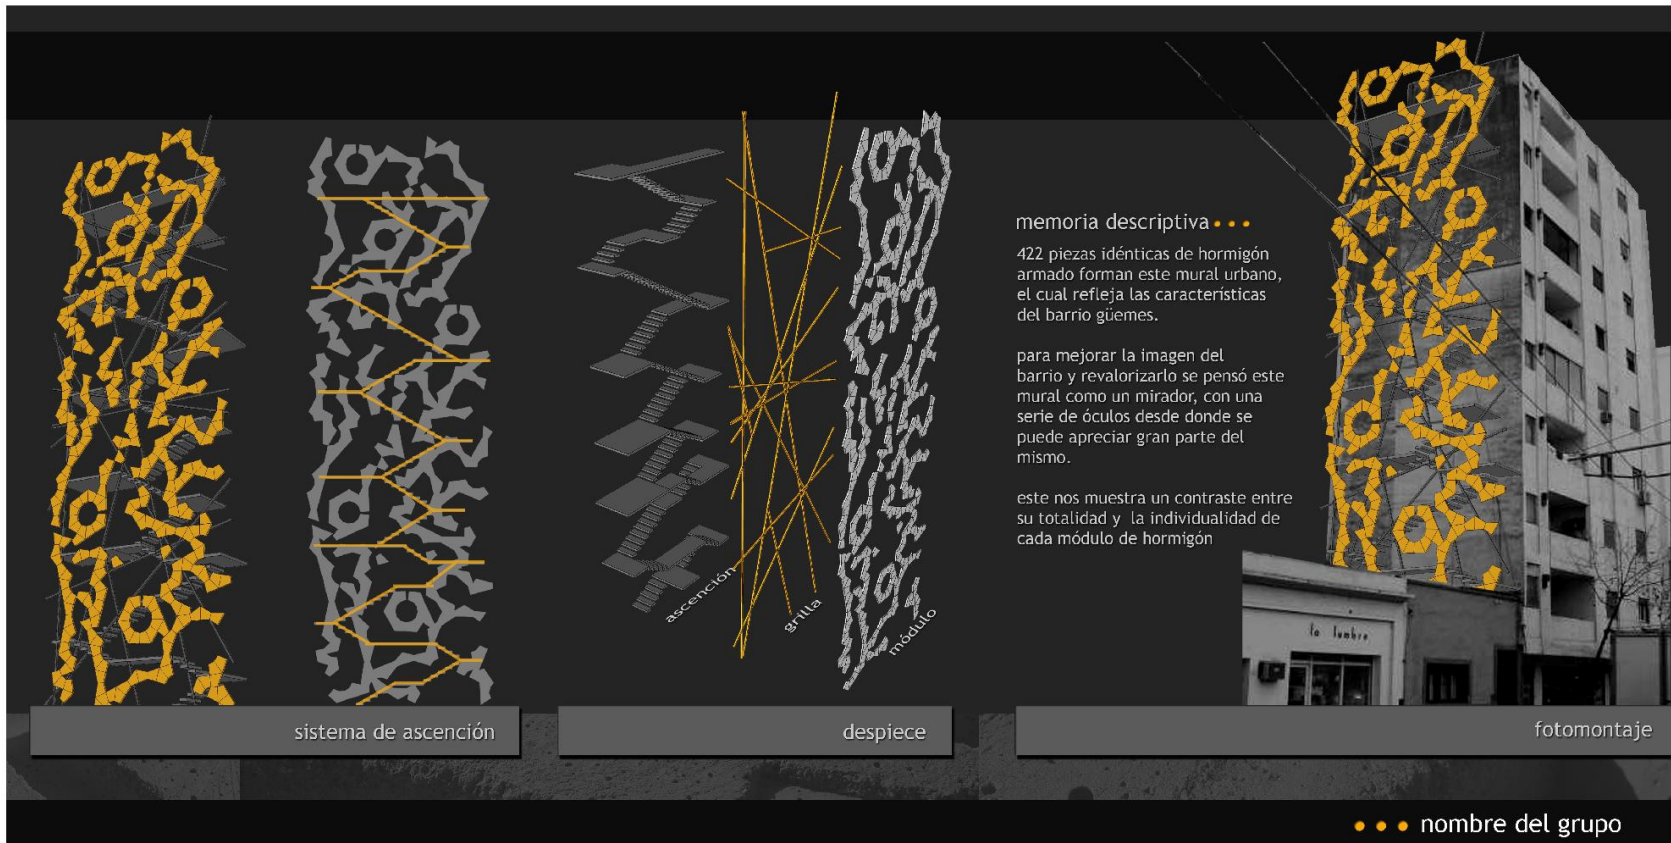 memoria descriptiva
422 piezas idénticas de hormigón
armado forman este mural urbano,
el cual refleja las características
del barrio güemes.
para mejorar la imagen del
barrio y revalorizarlo se pensó este
mural como un mirador, con una
serie de óculos desde donde se
puede apreciar gran parte del
mismo.
este nos muestra un contraste entre
su totalidad y la individualidad de
cada módulo de hormigón
ascención
grilla
módulo
la lumbre
sistema de ascención
despiece
fotomontaje
nombre del grupo